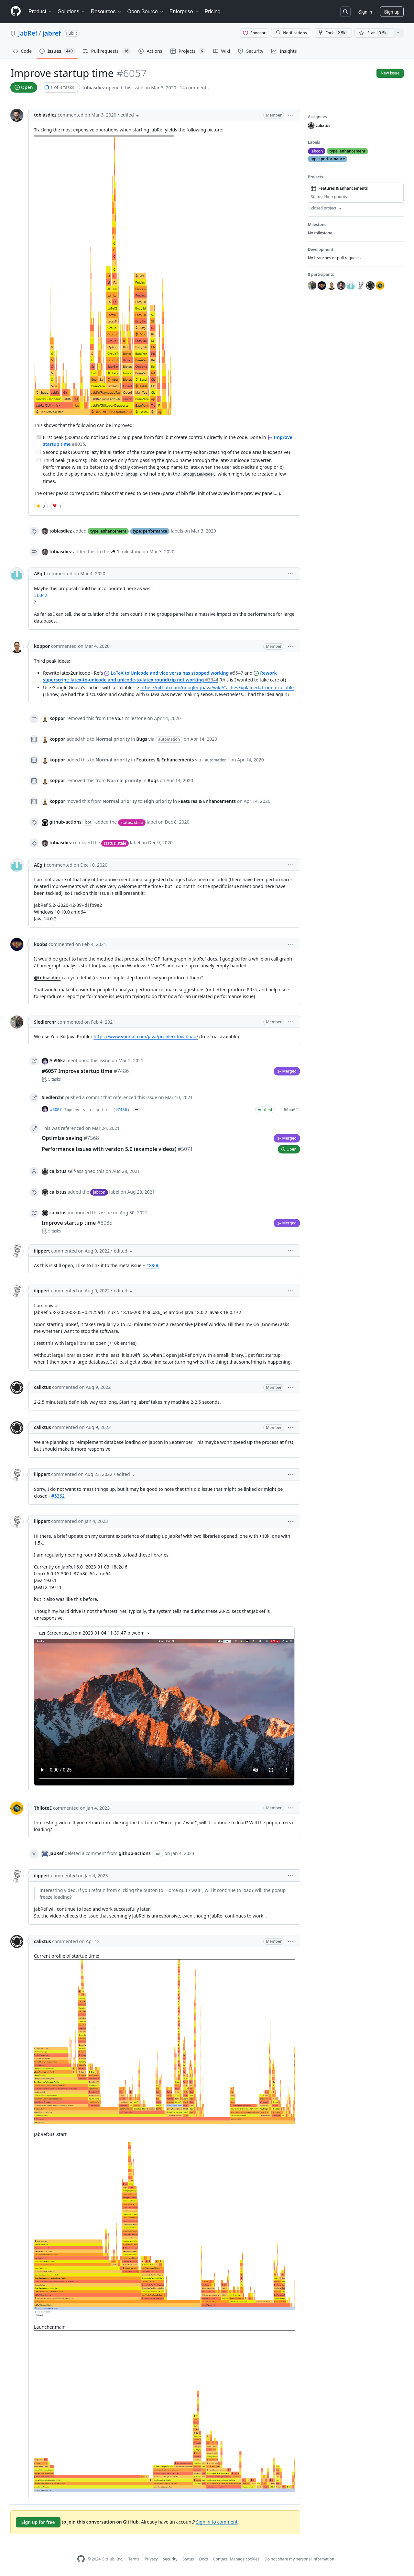 Product
Solutions
Resources
Open Source
Enterprise
Pricing
Sign in
Sign up
JabRef / jabref Public
Sponsor
Notifications
Fork 2.5k
Star 3.5k
Code
Issues 449
Pull requests 18
Actions
Projects 6
Wiki
Security
Insights
Improve startup time #6057
New issue
Open
1 of 3 tasks
tobiasdiez opened this issue on Mar 3, 2020 · 14 comments
tobiasdiez commented on Mar 3, 2020 • edited
Member
Tracking the most expensive operations when starting JabRef yields the following picture:
This shows that the following can be improved:
First peak (500ms): do not load the group pane from fxml but create controls directly in the code. Done in Improve
startup time #8035.
Second peak (500ms): lazy initialization of the source pane in the entry editor (creating of the code area is expensive)
Third peak (130ms): This is comes only from passing the group name through the latex2unicode converter.
Performance wise it's better to a) directly convert the group name to latex when the user adds/edits a group or b)
cache the display name already in the Group and not only in the GroupViewModel which might be re-created a few
times.
The other peaks correspond to things that need to be there (parse of bib file, init of webview in the preview panel,...).
tobiasdiez added type: enhancement type: performance labels on Mar 3, 2020
tobiasdiez added this to the v5.1 milestone on Mar 3, 2020
AEgit commented on Mar 4, 2020
Maybe this proposal could be incorporated here as well:
#6042
?
As far as I can tell, the calculation of the item count in the groups panel has a massive impact on the performance for large
databases.
koppor commented on Mar 4, 2020
Member
Third peak ideas:
Rewrite latex2unicode - Refs LaTeX to Unicode and vice versa has stopped working #5547 and Rework
superscript: latex-to-unicode and unicode-to-latex roundtrip not working #3644 (this is I wanted to take care of)
Use Google Guava's cache - with a callable -> https://github.com/google/guava/wiki/CachesExplained#from-a-callable
(I know, we had the discussion and caching with Guava was never making sense. Nevertheless, I had the idea again)
koppor removed this from the v5.1 milestone on Apr 14, 2020
koppor added this to Normal priority in Bugs via automation on Apr 14, 2020
koppor added this to Normal priority in Features & Enhancements via automation on Apr 14, 2020
koppor removed this from Normal priority in Bugs on Apr 14, 2020
koppor moved this from Normal priority to High priority in Features & Enhancements on Apr 14, 2020
github-actions bot added the status: stale label on Dec 8, 2020
tobiasdiez removed the status: stale label on Dec 9, 2020
AEgit commented on Dec 10, 2020
I am not aware of that any of the above-mentioned suggested changes have been included (there have been performance-
related improvements which were very welcome at the time - but I do not think the specific issue mentioned here have
been tackled), so I reckon this issue is still present it:
JabRef 5.2--2020-12-09--d1fb9e2
Windows 10 10.0 amd64
Java 14.0.2
koobs commented on Feb 4, 2021
It would be great to have the method that produced the OP flamegraph in JabRef docs. I googled for a while on call graph
/ flamegraph analysis stuff for Java apps on Windows / MacOS and came up relatively empty handed.
@tobiasdiez can you detail (even in simple step form) how you produced them?
That would make it easier for people to analyze performance, make suggestions (or better, produce PR's), and help users
to reproduce / report performance issues (I'm trying to do that now for an unrelated performance issue)
Siedlerchr commented on Feb 4, 2021
Member
We use YourKit Java Profiler https://www.yourkit.com/java/profiler/download/ (free trial avaiable)
Ali96kz mentioned this issue on Mar 5, 2021
#6057 Improve startup time #7486
Merged
5 tasks
Siedlerchr pushed a commit that referenced this issue on Mar 10, 2021
#6057 Improve startup time (#7486)
Verified
This was referenced on Mar 24, 2021
Optimize saving #7568
Merged
Performance issues with version 5.0 (example videos) #5071
Open
calixtus self-assigned this on Aug 28, 2021
calixtus added the jabcon label on Aug 28, 2021
calixtus mentioned this issue on Aug 30, 2021
Improve startup time #8035
Merged
5 tasks
ilippert commented on Aug 9, 2022 • edited
As this is still open, I like to link it to the meta issue – #8906
ilippert commented on Aug 9, 2022 • edited
I am now at
JabRef 5.8--2022-08-05--b2125ad Linux 5.18.16-200.fc36.x86_64 amd64 Java 18.0.2 JavaFX 18.0.1+2
Upon starting JabRef, it takes regularly 2 to 2.5 minutes to get a responsive JabRef window. Till then my OS (Gnome) asks
me whether I want to stop the software.
I test this with large libraries open (+10k entries).
Without large libraries open, at the least, it is swift. So, when I open JabRef only with a small library, I get fast startup;
when I then open a large database, I at least get a visual indicator (turning wheel like thing) that something is happening.
calixtus commented on Aug 9, 2022
Member
2-2.5 minutes is definitely way too long. Starting jabref takes my machine 2-2.5 seconds.
calixtus commented on Aug 9, 2022
Member
We are planning to reimplement database loading on jabcon in September. This maybe won't speed up the process at first,
but should make it more responsive.
ilippert commented on Aug 23, 2022 • edited
Sorry, I do not want to mess things up, but it may be good to note that this old issue that might be linked or might be
closed - #5362
ilippert commented on Jan 4, 2023
Hi there, a brief update on my current experience of staring up JabRef with two libraries opened, one with +10k, one with
1.5k.
I am regularly needing round 20 seconds to load these libraries.
Currently on JabRef 6.0--2023-01-03--f8c2cf6
Linux 6.0.15-300.fc37.x86_64 amd64
Java 19.0.1
JavaFX 19+11
but it also was like this before.
Though my hard drive is not the fastest. Yet, typically, the system tells me during these 20-25 secs that JabRef is
unresponsive.
Screencast.from.2023-01-04.11-39-47-b.webm
0:00 / 0:25
ThiloteE commented on Jan 4, 2023
Member
Interesting video. If you refrain from clicking the button to "Force quit / wait", will it continue to load? Will the popup freeze
loading?
JabRef deleted a comment from github-actions bot on Jan 4, 2023
ilippert commented on Jan 4, 2023
Interesting video. If you refrain from clicking the button to "Force quit / wait", will it continue to load? Will the popup
freeze loading?
JabRef will continue to load and work successfully later.
So, the video reflects the issue that seemingly JabRef is unresponsive, even though JabRef continues to work...
calixtus commented on Apr 12
Member
Current profile of startup time:
JabRefGUI.start
Launcher.main
Sign up for free to join this conversation on GitHub. Already have an account? Sign in to comment
Assignees
calixtus
Labels
jabcon type: enhancement
type: performance
Projects
Features & Enhancements
Status: High priority
1 closed project
Milestone
No milestone
Development
No branches or pull requests
8 participants
© 2024 GitHub, Inc.
Terms
Privacy
Security
Status
Docs
Contact
Manage cookies
Do not share my personal information